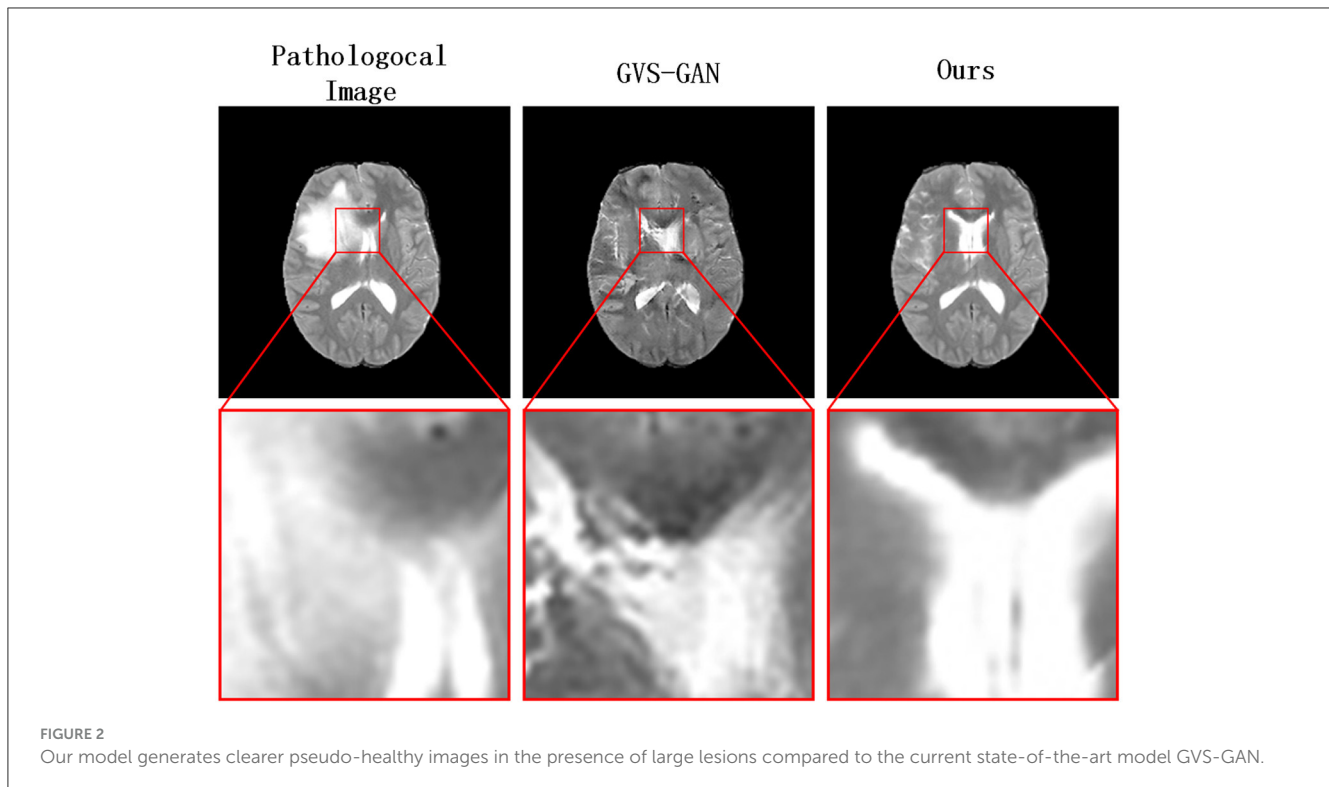 Pathologocal
Image
GVS-GAN
Ours
FIGURE 2
Our model generates clearer pseudo-healthy images in the presence of large lesions compared to the current state-of-the-art model GVS-GAN.